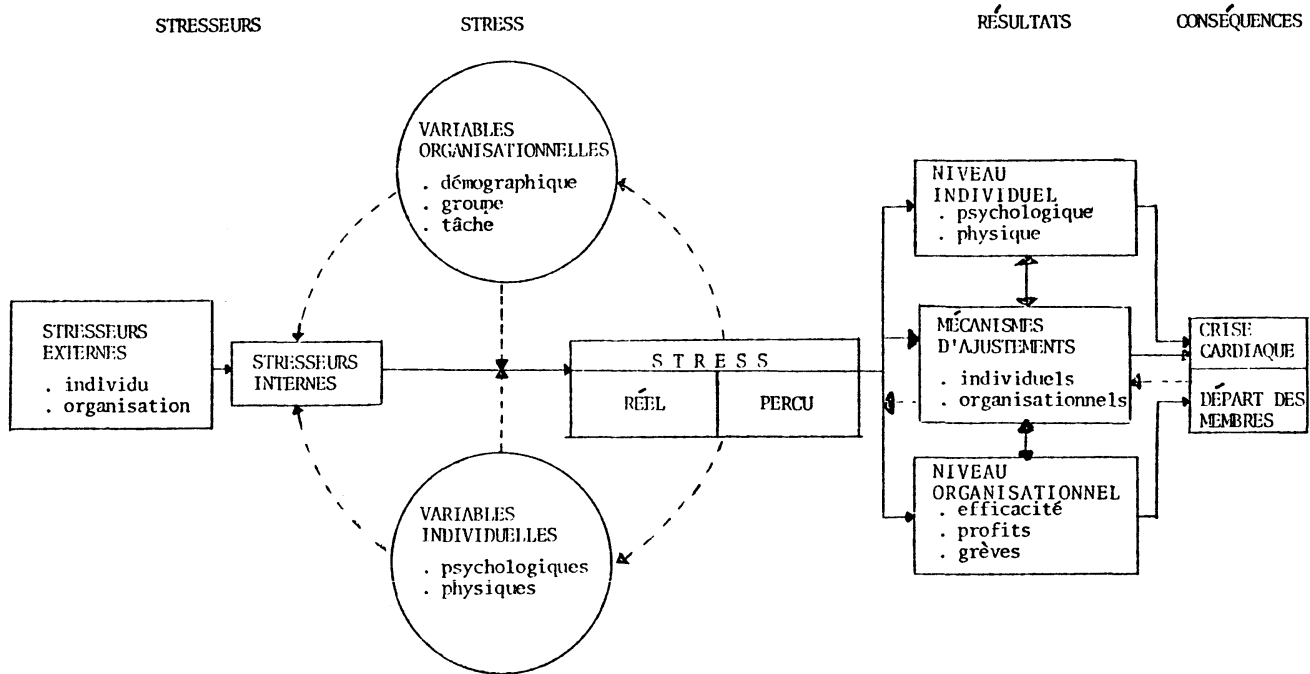 STRESSEURS
STRESS
RÉSULTATS
CONSÉQUENCES
VARIABLES
ORGANISATIONNELLES
. démographique
. groupe
. tâche
NIVEAU
INDIVIDUEL
. psychologique
. physique
STRESSEURS
EXTERNES
. individu
. organisation
STRESSEURS
INTERNES
STRESS
RÉEL
PERCU
MÉCANISMES
D'AJUSTEMENTS
. individuels
. organisationnels
CRISE
CARDIAQUE
DÉPART DES
MEMBRES
VARIABLES
INDIVIDUELLES
. psychologiques
. physiques
NIVEAU
ORGANISATIONNEL
. efficacité
. profits
. grèves